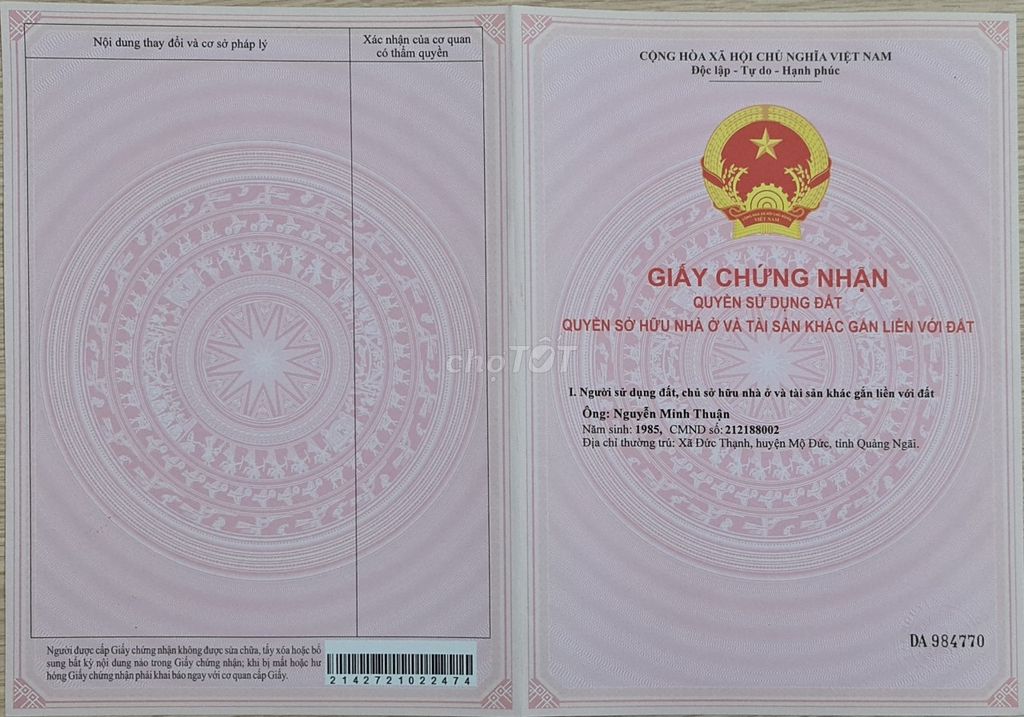 Nội dung thay đổi và cơ sở pháp lý
Xác nhận của cơ quan
có thẩm quyền
Người được cấp Giấy chứng nhận không được sửa chữa, tẩy xóa hoặc bổ
sung bất kỳ nội dung nào trong Giấy chứng nhận; khi bị mất hoặc hư
hỏng Giấy chứng nhận phải khai báo ngay với cơ quan cấp Giấy.
2142721022474
CỘNG HÒA XÃ HỘI CHỦ NGHĨA VIỆT NAM
Độc lập - Tự do - Hạnh phúc
VIỆT NAM
GIẤY CHỨNG NHẬN
QUYỀN SỬ DỤNG ĐẤT
QUYỀN SỞ HỮU NHÀ Ở VÀ TÀI SẢN KHÁC GẮN LIỀN VỚI ĐẤT
chợTỐT
I. Người sử dụng đất, chủ sở hữu nhà ở và tài sản khác gắn liền với đất
Ông: Nguyễn Minh Thuận
Năm sinh: 1985, CMND số: 212188002
Địa chỉ thường trú: Xã Đức Thạnh, huyện Mộ Đức, tỉnh Quảng Ngãi.
DA 984770